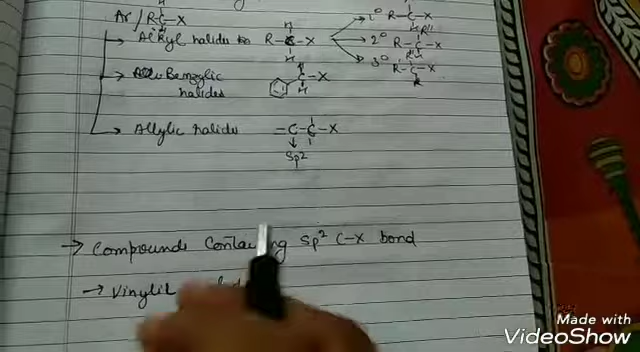 Ar/R-C-X
→ Alkyl halides R-C-X
1° R-C-X
2° R-C-X
3° R-C-X
→ Benzylic halides
C-X
H
→ Allylic halides =C-C-X
↓
Sp²
→ Compounds Containing Sp² C-X bond
→ Vinylic
Made with
VideoShow